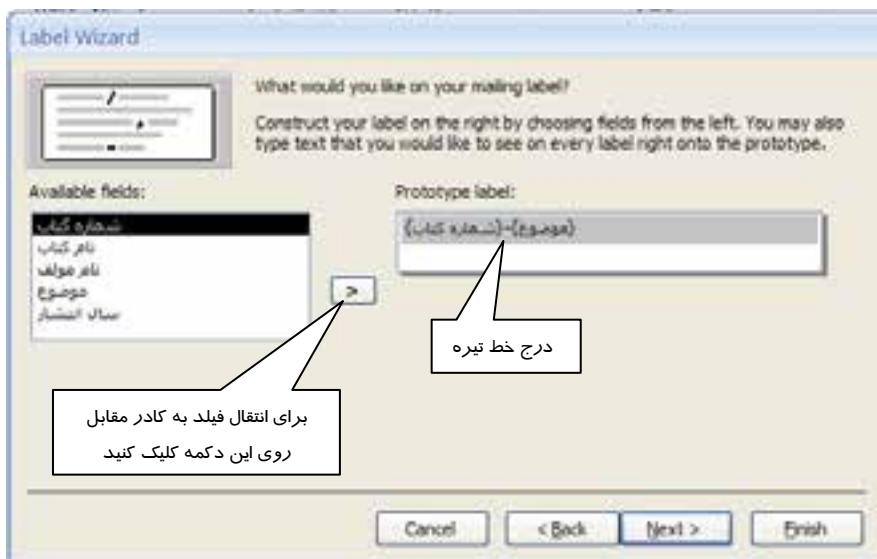 Label Wizard
What would you like on your mailing label?
Construct your label on the right by choosing fields from the left. You may also
type text that you would like to see on every label right onto the prototype.
Available fields:
شماره کتاب
نام کتاب
نام مولف
موضوع
سال انتشار
>
Prototype label:
{موضوع}-{شماره کتاب}
درج خط تیره
برای انتقال فیلد به کادر مقابل
روی این دکمه کلیک کنید
Cancel
< Back
Next >
Finish